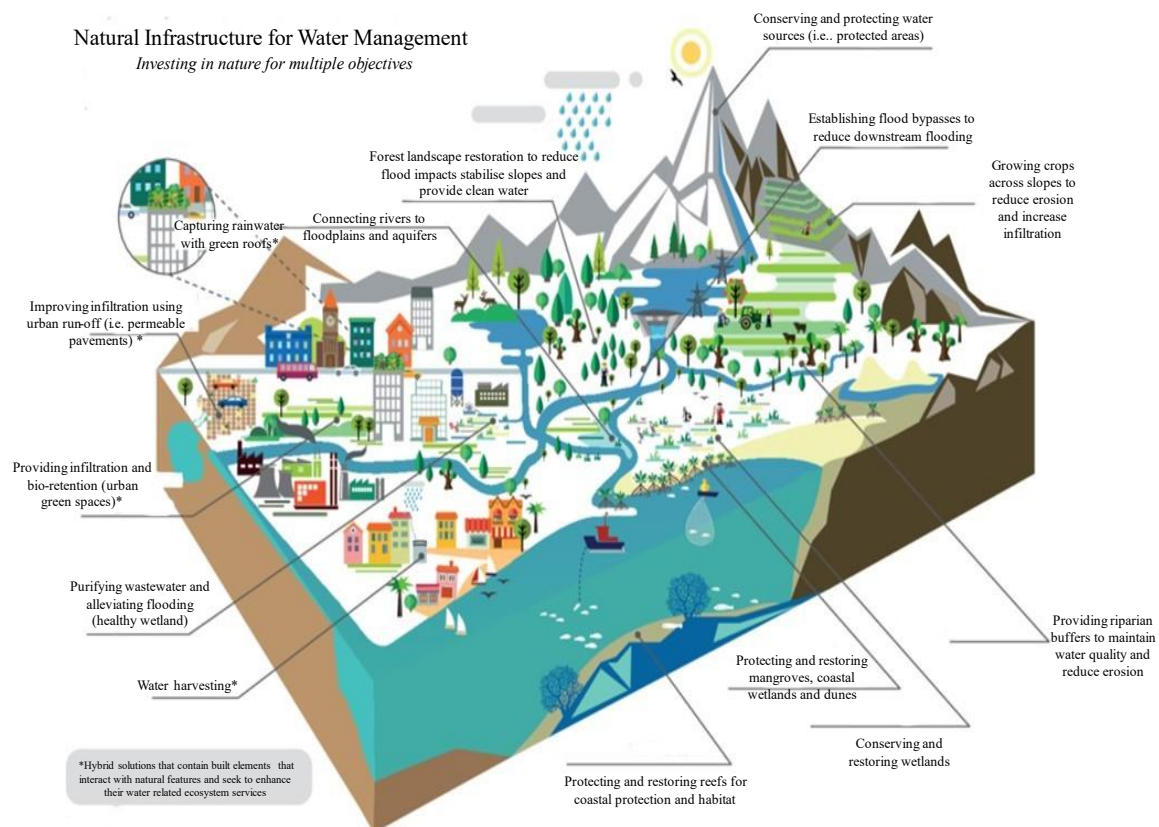 Natural Infrastructure for Water Management
Investing in nature for multiple objectives
Conserving and protecting water
sources (i.e.. protected areas)
Establishing flood bypasses to
reduce downstream flooding
Forest landscape restoration to reduce
flood impacts stabilise slopes and
provide clean water
Growing crops
across slopes to
reduce erosion
and increase
infiltration
Capturing rainwater
with green roofs*
Connecting rivers to
floodplains and aquifers
Improving infiltration using
urban run-off (i.e. permeable
pavements) *
Providing infiltration and
bio-retention (urban
green spaces)*
Purifying wastewater and
alleviating flooding
(healthy wetland)
Water harvesting*
Providing riparian
buffers to maintain
water quality and
reduce erosion
Protecting and restoring
mangroves, coastal
wetlands and dunes
Conserving and
restoring wetlands
Protecting and restoring reefs for
coastal protection and habitat
*Hybrid solutions that contain built elements that
interact with natural features and seek to enhance
their water related ecosystem services